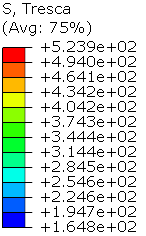 S, Tresca
(Avg: 75%)
+5.239e+02
+4.940e+02
+4.641e+02
+4.342e+02
+4.042e+02
+3.743e+02
+3.444e+02
+3.144e+02
+2.845e+02
+2.546e+02
+2.246e+02
+1.947e+02
+1.648e+02